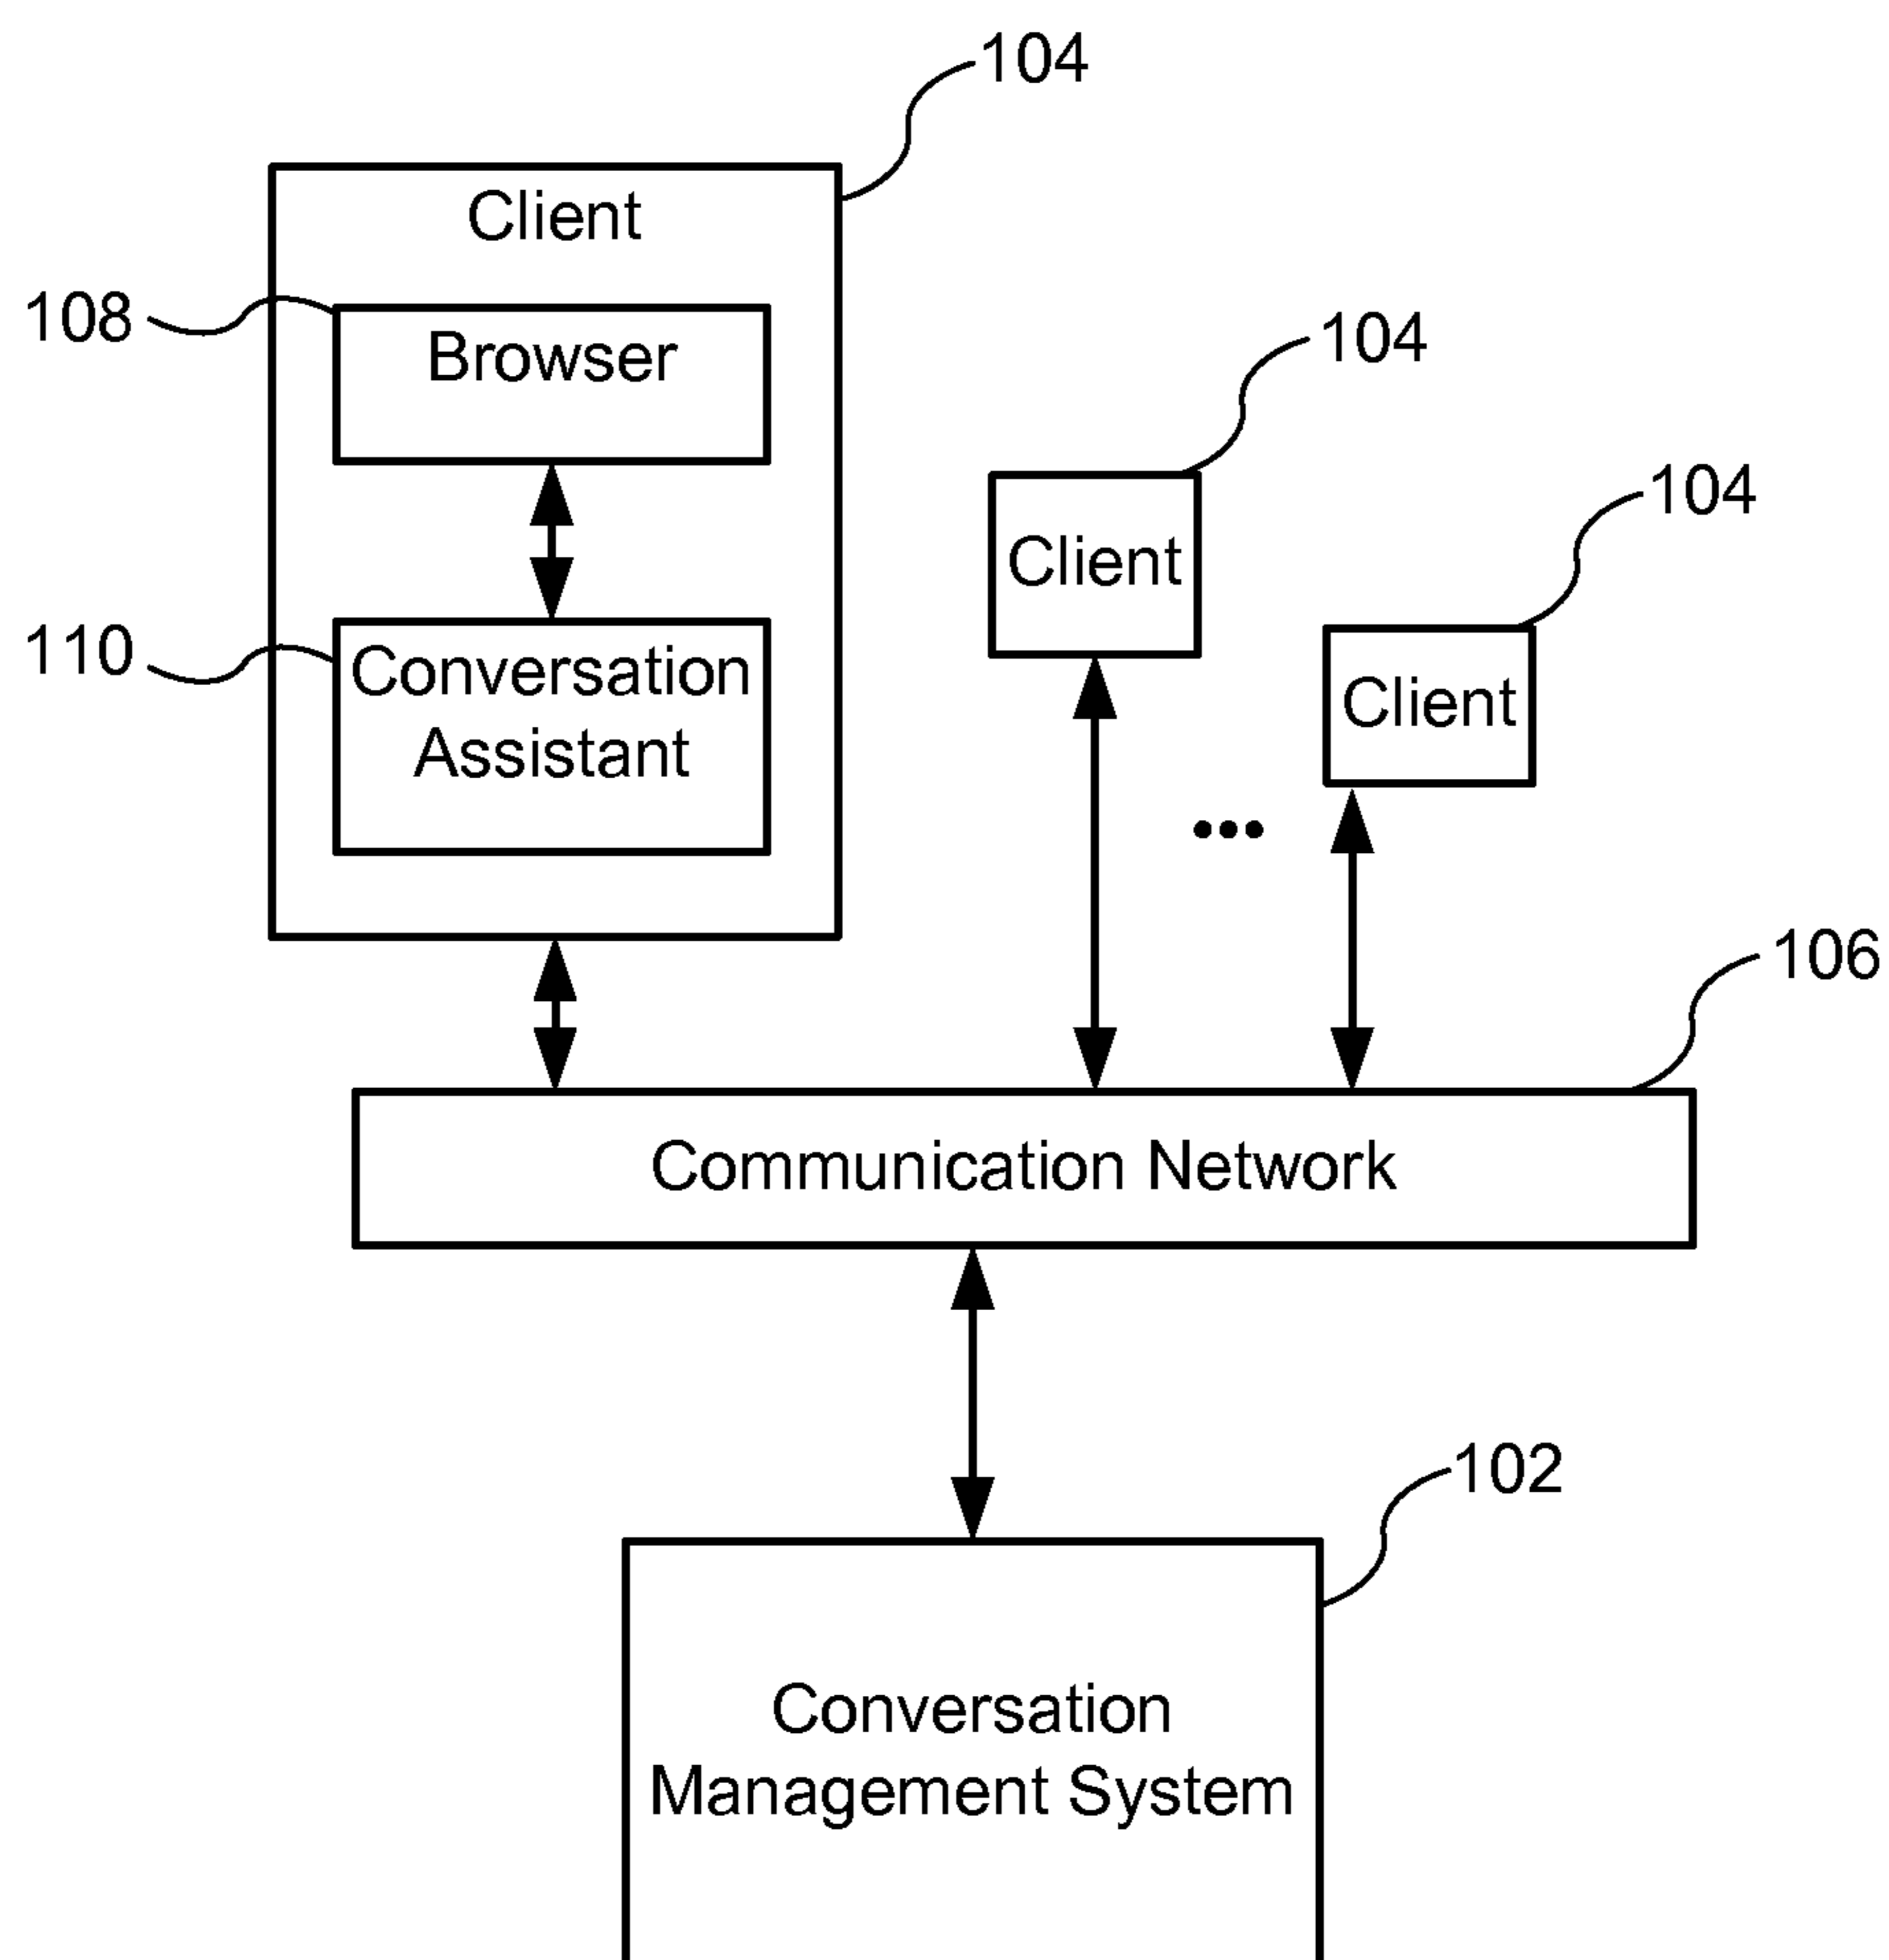 104
Client
108
Browser
104
104
Client
110
Conversation
Assistant
Client
106
Communication Network
102
Conversation
Management System